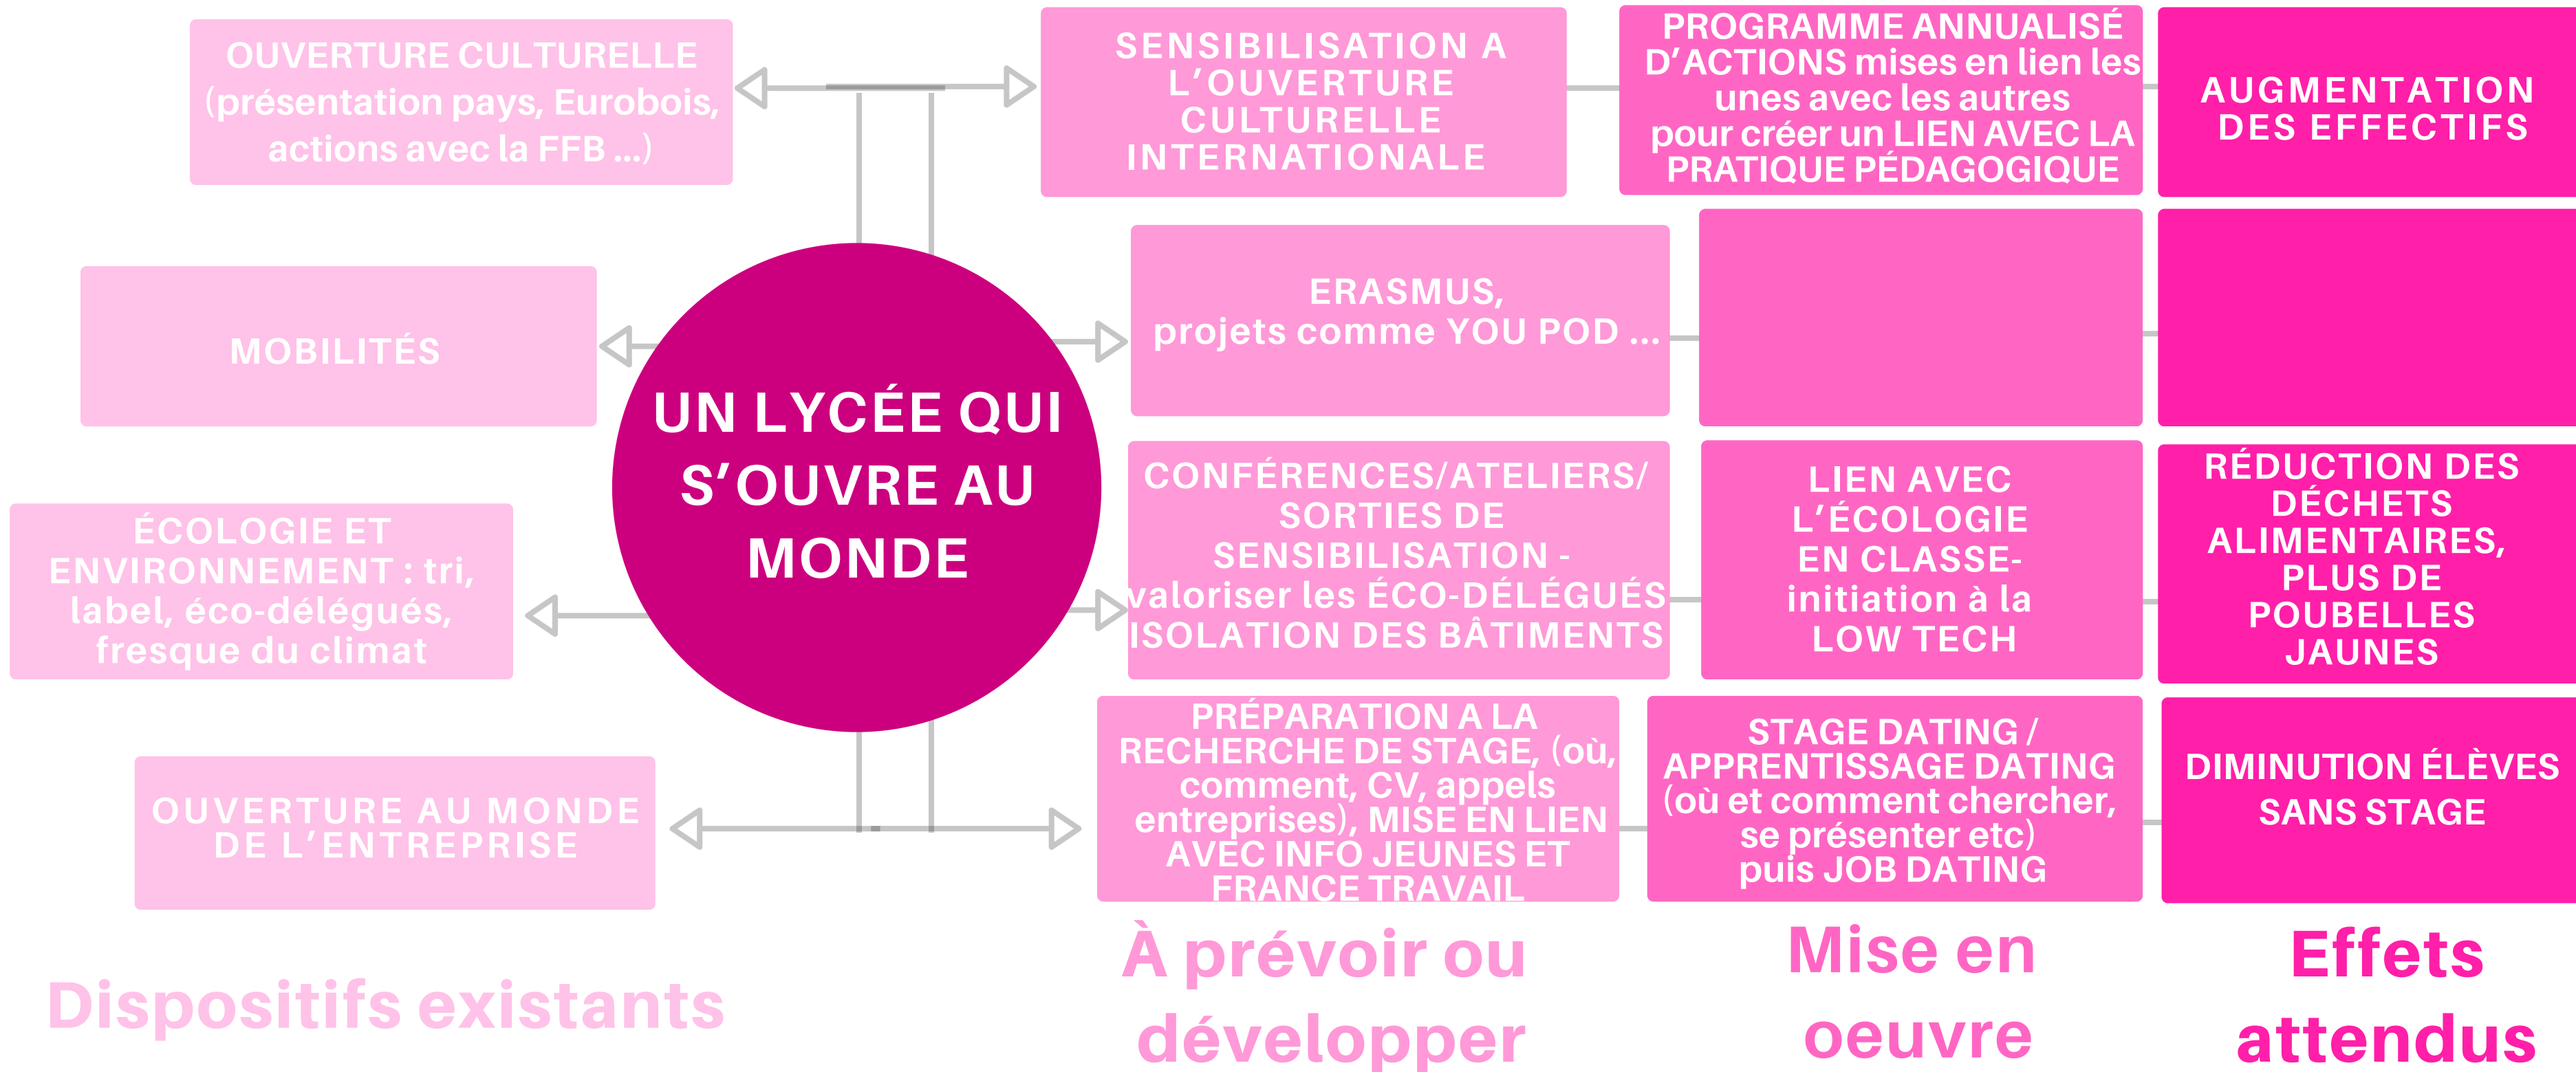 OUVERTURE CULTURELLE
(présentation pays, Eurobois,
actions avec la FFB ...)
SENSIBILISATION A
L'OUVERTURE
CULTURELLE
INTERNATIONALE
PROGRAMME ANNUALISÉ
D'ACTIONS mises en lien les
unes avec les autres
pour créer un LIEN AVEC LA
PRATIQUE PÉDAGOGIQUE
AUGMENTATION
DES EFFECTIFS
MOBILITÉS
UN LYCÉE QUI
S'OUVRE AU
MONDE
ERASMUS,
projets comme YOU POD ...
ÉCOLOGIE ET
ENVIRONNEMENT : tri,
label, éco-délégués,
fresque du climat
CONFÉRENCES/ATELIERS/
SORTIES DE
SENSIBILISATION -
valoriser les ÉCO-DÉLÉGUÉS
ISOLATION DES BÂTIMENTS
LIEN AVEC
L'ÉCOLOGIE
EN CLASSE-
initiation à la
LOW TECH
RÉDUCTION DES
DÉCHETS
ALIMENTAIRES,
PLUS DE
POUBELLES
JAUNES
OUVERTURE AU MONDE
DE L'ENTREPRISE
PRÉPARATION A LA
RECHERCHE DE STAGE, (où,
comment, CV, appels
entreprises), MISE EN LIEN
AVEC INFO JEUNES ET
FRANCE TRAVAIL
STAGE DATING /
APPRENTISSAGE DATING
(où et comment chercher,
se présenter etc)
puis JOB DATING
DIMINUTION ÉLÈVES
SANS STAGE
Dispositifs existants
À prévoir ou
développer
Mise en
oeuvre
Effets
attendus